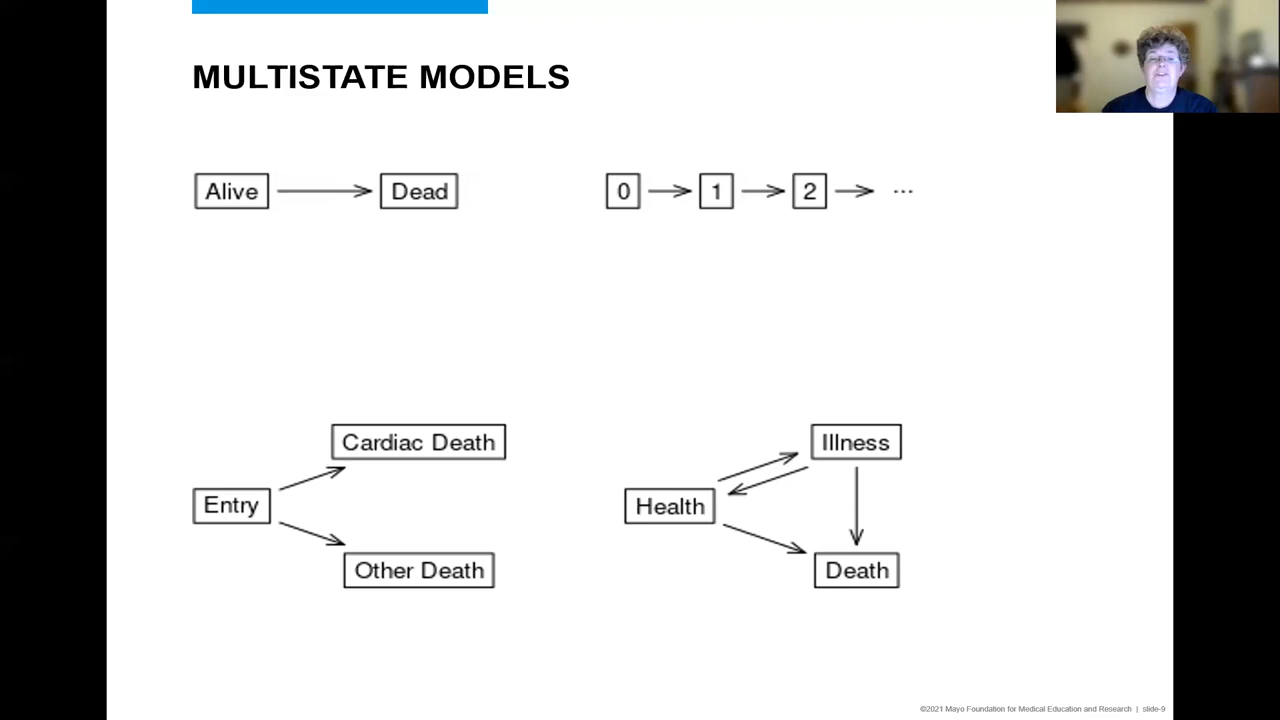 MULTISTATE MODELS
Alive
Dead
0
1
2
...
Cardiac Death
Entry
Other Death
Illness
Health
Death
©2021 Mayo Foundation for Medical Education and Research | slide-9